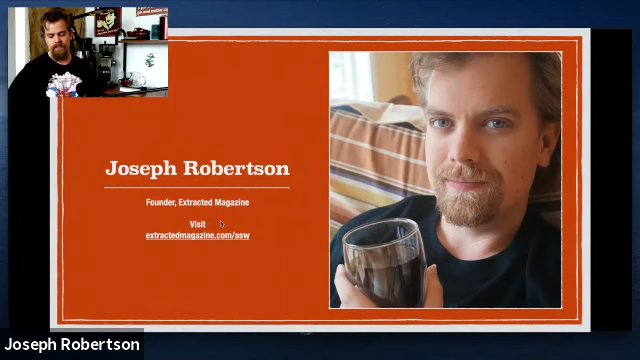 Joseph Robertson
Founder, Extracted Magazine
Visit
extractedmagazine.com/asw
Joseph Robertson